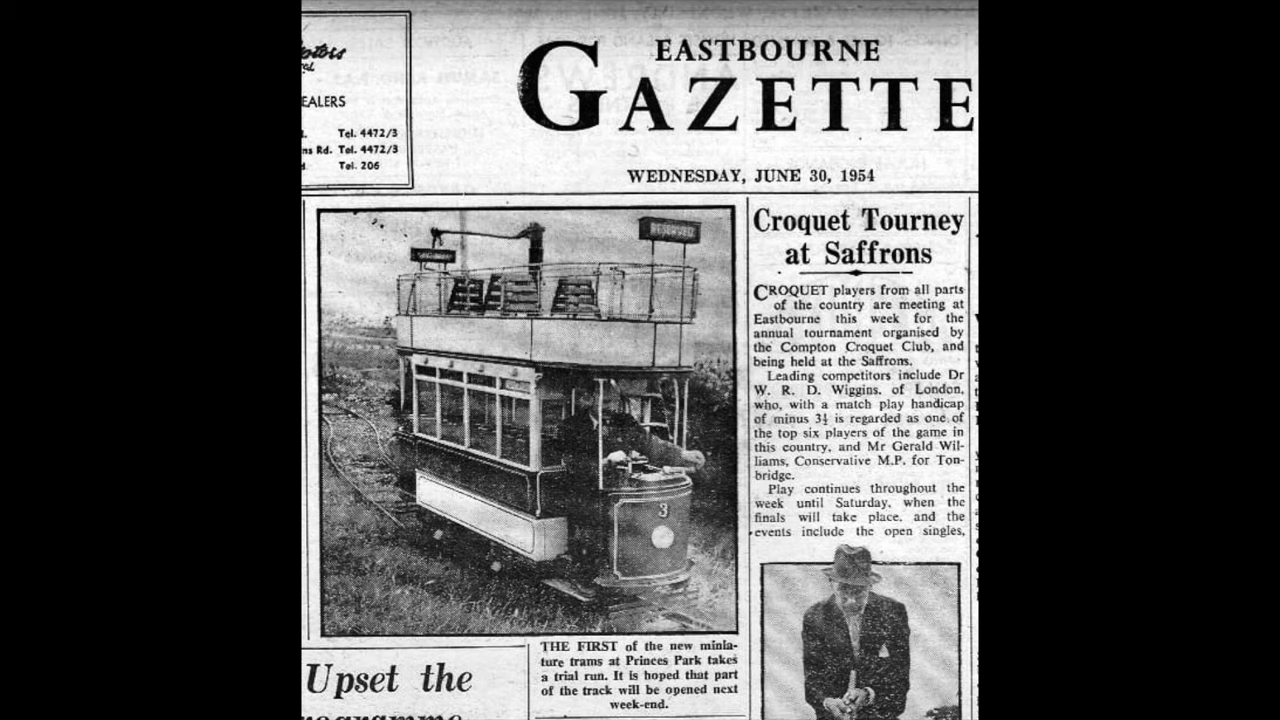 EALERS
Tel. 4472/3
ns Rd. Tel. 4472/3
Tel. 206
EASTBOURNE
GAZETTE
WEDNESDAY, JUNE 30, 1954
RESERVED
3
THE FIRST of the new minia-
ture trams at Princes Park takes
a trial run. It is hoped that part
of the track will be opened next
week-end.
Upset the
Croquet Tourney
at Saffrons
CROQUET players from all parts
of the country are meeting at
Eastbourne this week for the
annual tournament organised by
the Compton Croquet Club, and
being held at the Saffrons.
Leading competitors include Dr
W. R. D. Wiggins, of London,
who, with a match play handicap
of minus 3½ is regarded as one of
the top six players of the game in
this country, and Mr Gerald Wil-
liams, Conservative M.P. for Ton-
bridge.
Play continues throughout the
week until Saturday, when the
finals will take place, and the
events include the open singles,